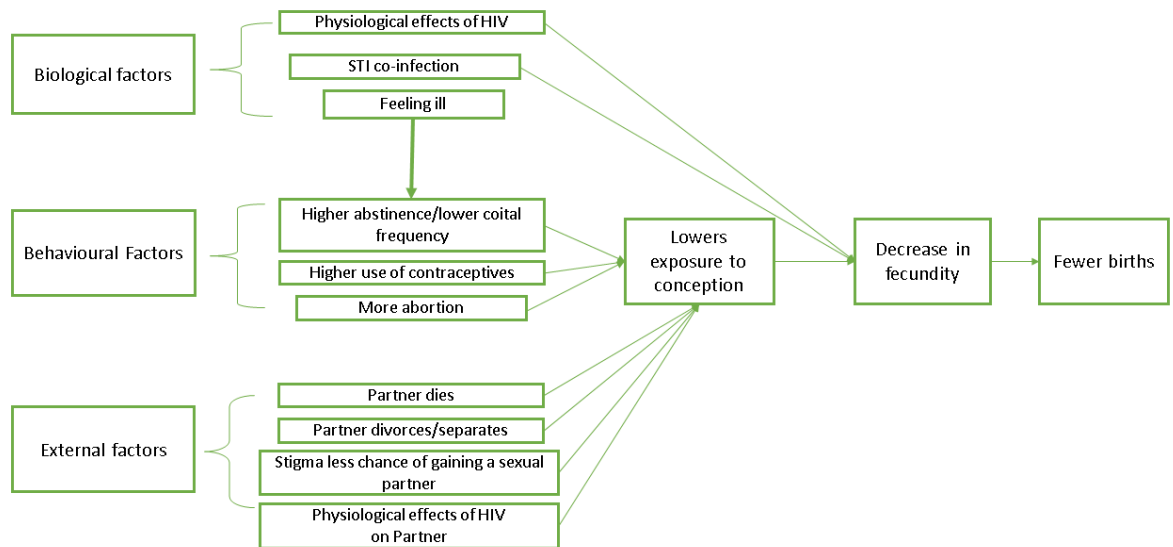 Biological factors
Physiological effects of HIV
STI co-infection
Feeling ill
Behavioural Factors
Higher abstinence/lower coital
frequency
Higher use of contraceptives
More abortion
External factors
Partner dies
Partner divorces/separates
Stigma less chance of gaining a sexual
partner
Physiological effects of HIV
on Partner
Lowers
exposure to
conception
Decrease in
fecundity
Fewer births